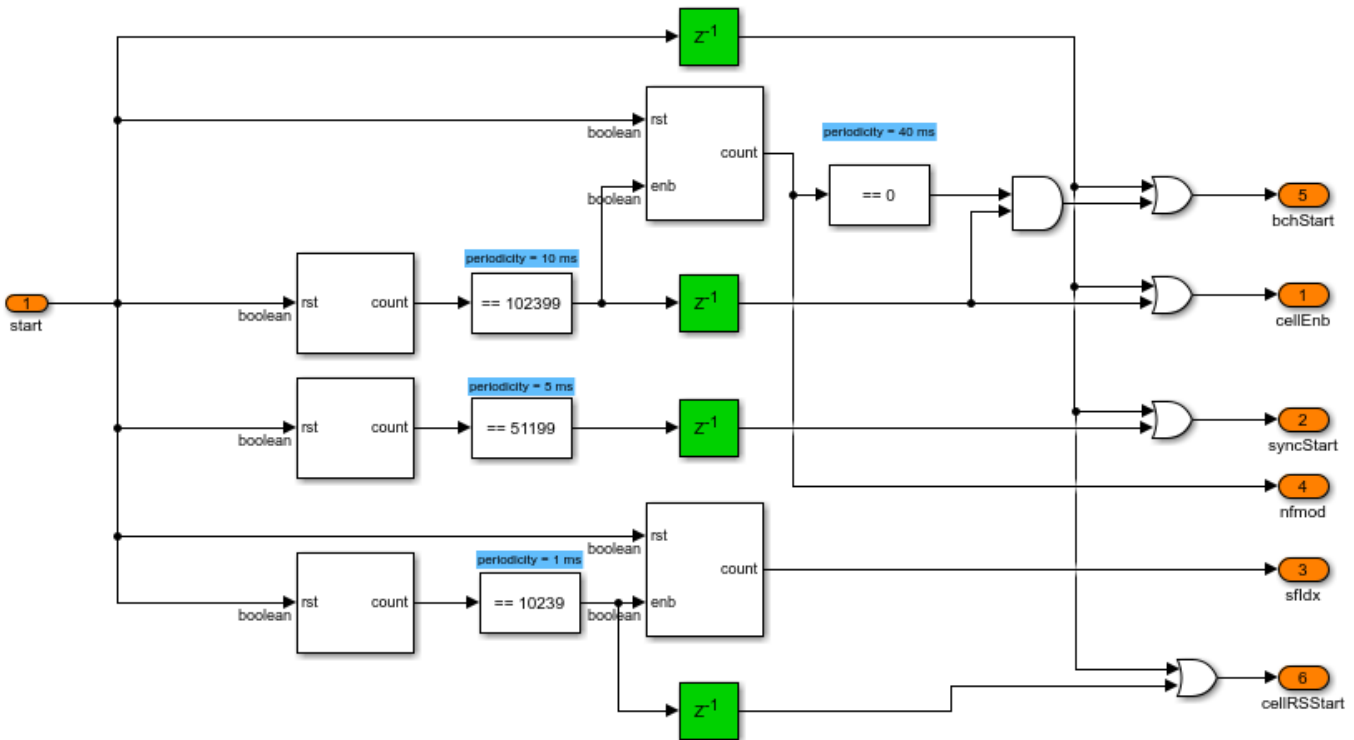 Z-1
rst
boolean
count
enb
boolean
periodicity = 40 ms
== 0
5
bchStart
periodicity = 10 ms
1
start
rst
boolean
count
== 102399
Z-1
1
cellEnb
periodicity = 5 ms
rst
boolean
count
== 51199
Z-1
2
syncStart
4
nfmod
rst
boolean
count
enb
boolean
3
sfIdx
periodicity = 1 ms
rst
boolean
count
== 10239
Z-1
6
cellRSStart